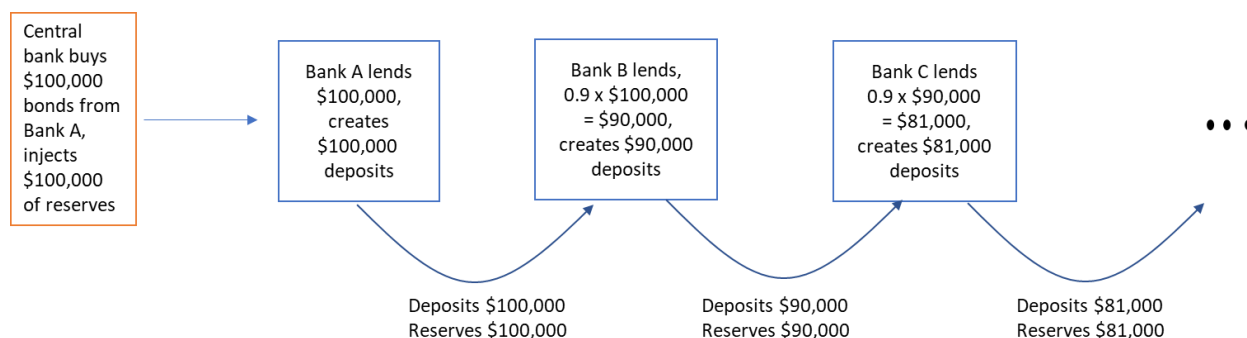 Central
bank buys
$100,000
bonds from
Bank A,
injects
$100,000
of reserves
Bank A lends
$100,000,
creates
$100,000
deposits
Bank B lends,
0.9 x $100,000
= $90,000,
creates $90,000
deposits
Bank C lends
0.9 x $90,000
= $81,000,
creates $81,000
deposits
Deposits $100,000
Reserves $100,000
Deposits $90,000
Reserves $90,000
Deposits $81,000
Reserves $81,000